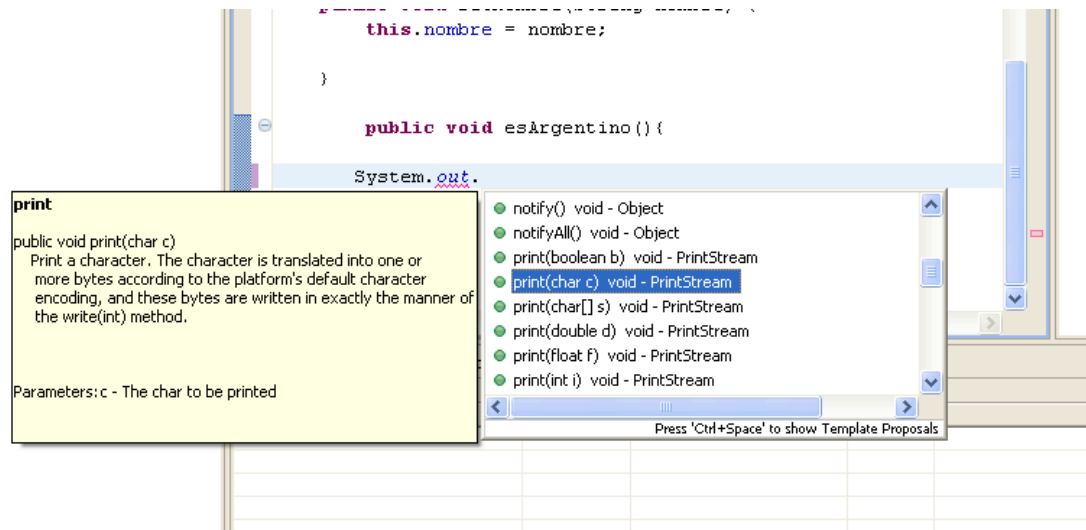 this.nombre = nombre;
}
public void esArgentino(){
System.out.
print
public void print(char c)
Print a character. The character is translated into one or
more bytes according to the platform's default character
encoding, and these bytes are written in exactly the manner of
the write(int) method.
Parameters:c - The char to be printed
notify() void - Object
notifyAll() void - Object
print(boolean b) void - PrintStream
print(char c) void - PrintStream
print(char[] s) void - PrintStream
print(double d) void - PrintStream
print(float f) void - PrintStream
print(int i) void - PrintStream
Press 'Ctrl+Space' to show Template Proposals